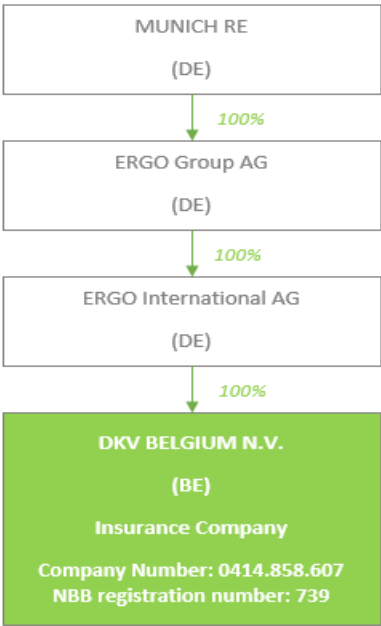 MUNICH RE
(DE)
100%
ERGO Group AG
(DE)
100%
ERGO International AG
(DE)
100%
DKV BELGIUM N.V.
(BE)
Insurance Company
Company Number: 0414.858.607
NBB registration number: 739